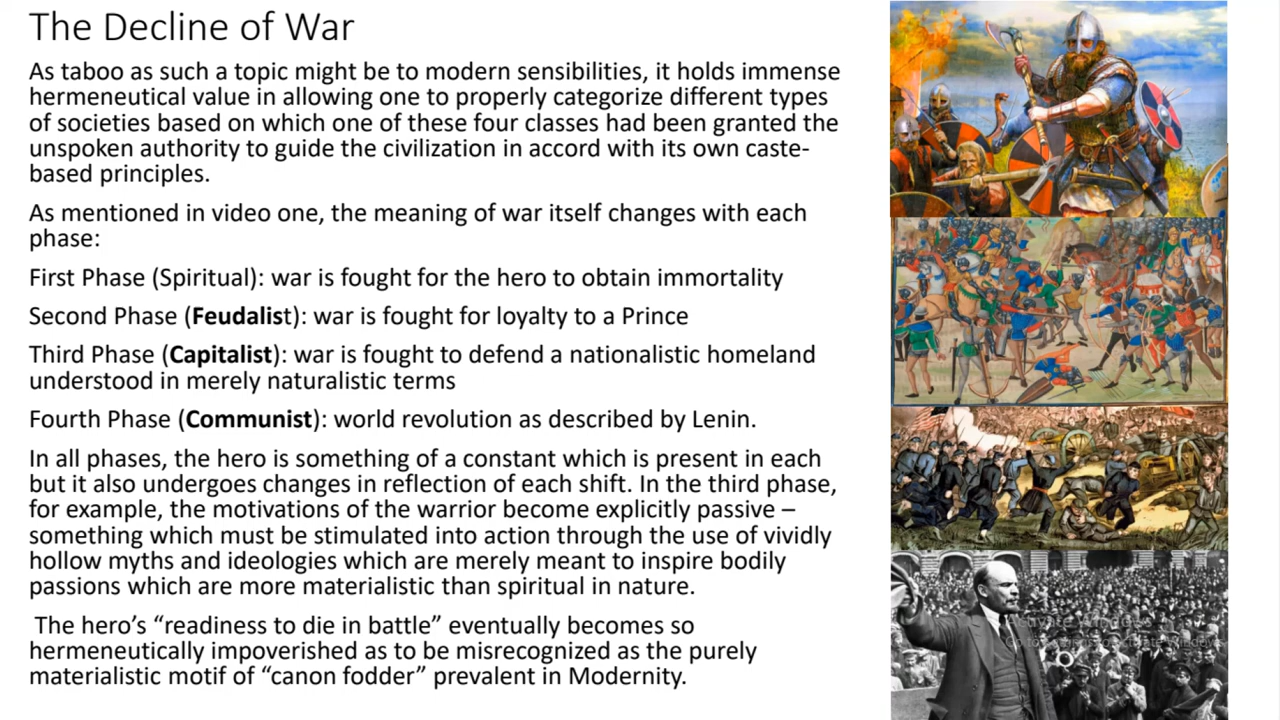 The Decline of War
As taboo as such a topic might be to modern sensibilities, it holds immense
hermeneutical value in allowing one to properly categorize different types
of societies based on which one of these four classes had been granted the
unspoken authority to guide the civilization in accord with its own caste-
based principles.
As mentioned in video one, the meaning of war itself changes with each
phase:
First Phase (Spiritual): war is fought for the hero to obtain immortality
Second Phase (Feudalist): war is fought for loyalty to a Prince
Third Phase (Capitalist): war is fought to defend a nationalistic homeland
understood in merely naturalistic terms
Fourth Phase (Communist): world revolution as described by Lenin.
In all phases, the hero is something of a constant which is present in each
but it also undergoes changes in reflection of each shift. In the third phase,
for example, the motivations of the warrior become explicitly passive –
something which must be stimulated into action through the use of vividly
hollow myths and ideologies which are merely meant to inspire bodily
passions which are more materialistic than spiritual in nature.
The hero's “readiness to die in battle” eventually becomes so
hermeneutically impoverished as to be misrecognized as the purely
materialistic motif of “canon fodder” prevalent in Modernity.
Activate Windows